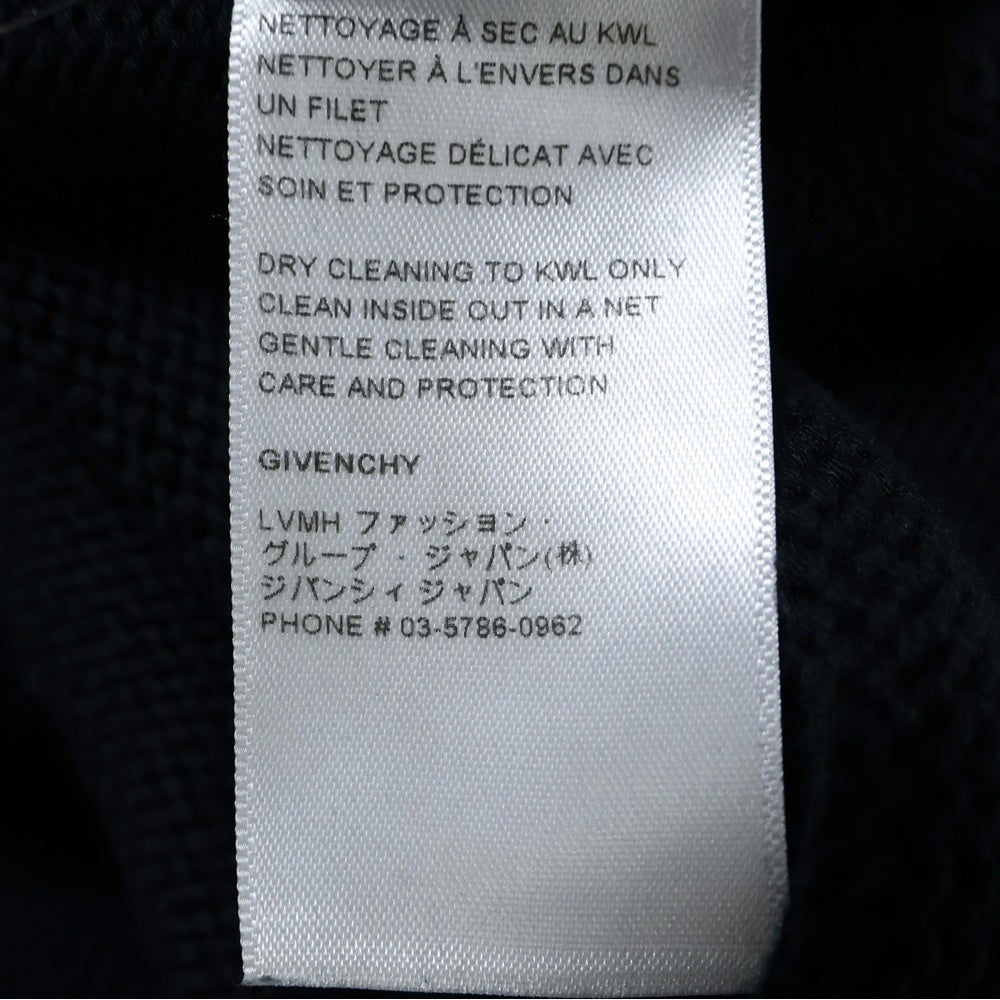 NETTOYAGE À SEC AU KWL
NETTOYER À L'ENVERS DANS
UN FILET
NETTOYAGE DÉLICAT AVEC
SOIN ET PROTECTION
DRY CLEANING TO KWL ONLY
CLEAN INSIDE OUT IN A NET
GENTLE CLEANING WITH
CARE AND PROTECTION
GIVENCHY
LVMH ファッション・
グループ・ジャパン(株)
ジバンシィ ジャパン
PHONE # 03-5786-0962